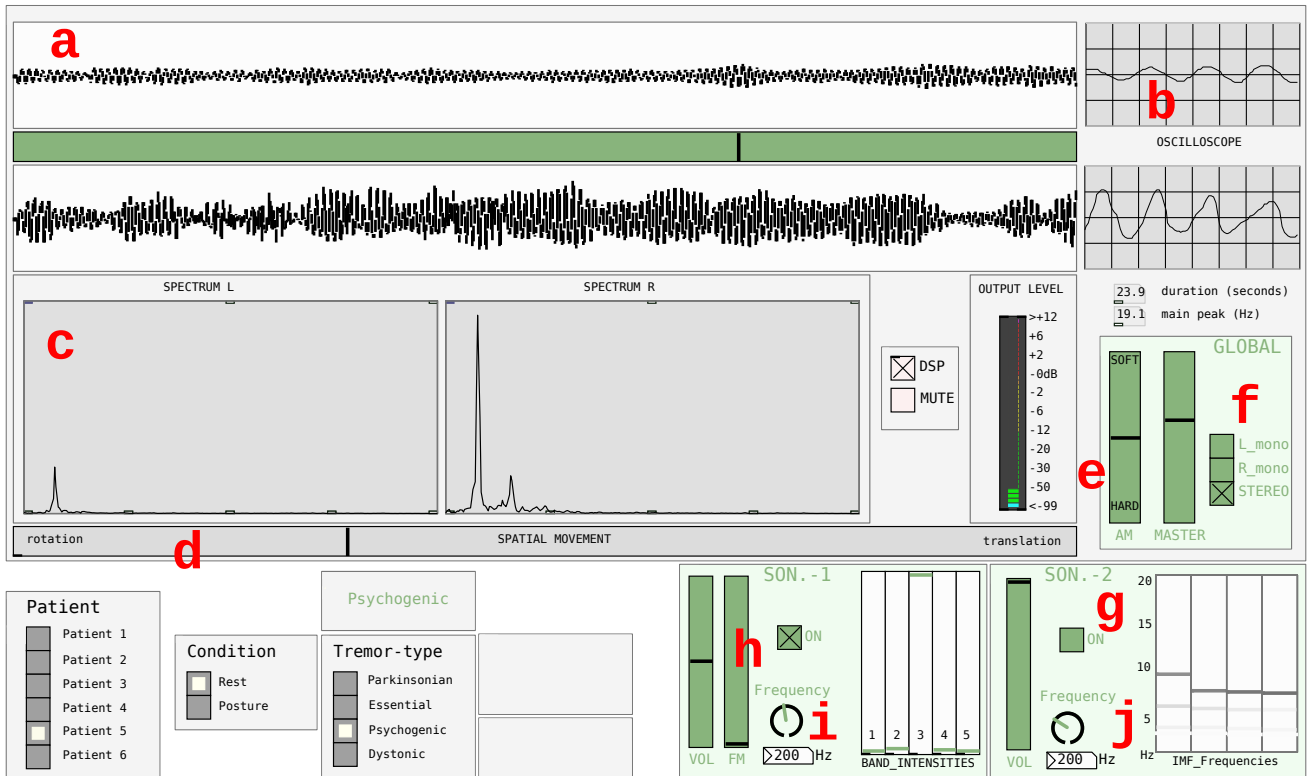 a
b
OSCILLOSCOPE
SPECTRUM L
SPECTRUM R
c
DSP
MUTE
OUTPUT LEVEL
>+12
+6
+2
-0dB
-2
-6
-12
-20
-30
-50
<-99
23.9 duration (seconds)
19.1 main peak (Hz)
GLOBAL
SOFT
HARD
AM
MASTER
f
L_mono
R_mono
STEREO
e
rotation
d
SPATIAL MOVEMENT
translation
Patient
Patient 1
Patient 2
Patient 3
Patient 4
Patient 5
Patient 6
Condition
Rest
Posture
Psychogenic
Tremor-type
Parkinsonian
Essential
Psychogenic
Dystonic
SON.-1
h
ON
Frequency
i
200 Hz
VOL
FM
1 2 3 4 5
BAND_INTENSITIES
SON.-2
g
ON
Frequency
j
200 Hz
VOL
20
15
10
5
Hz
IMF_Frequencies